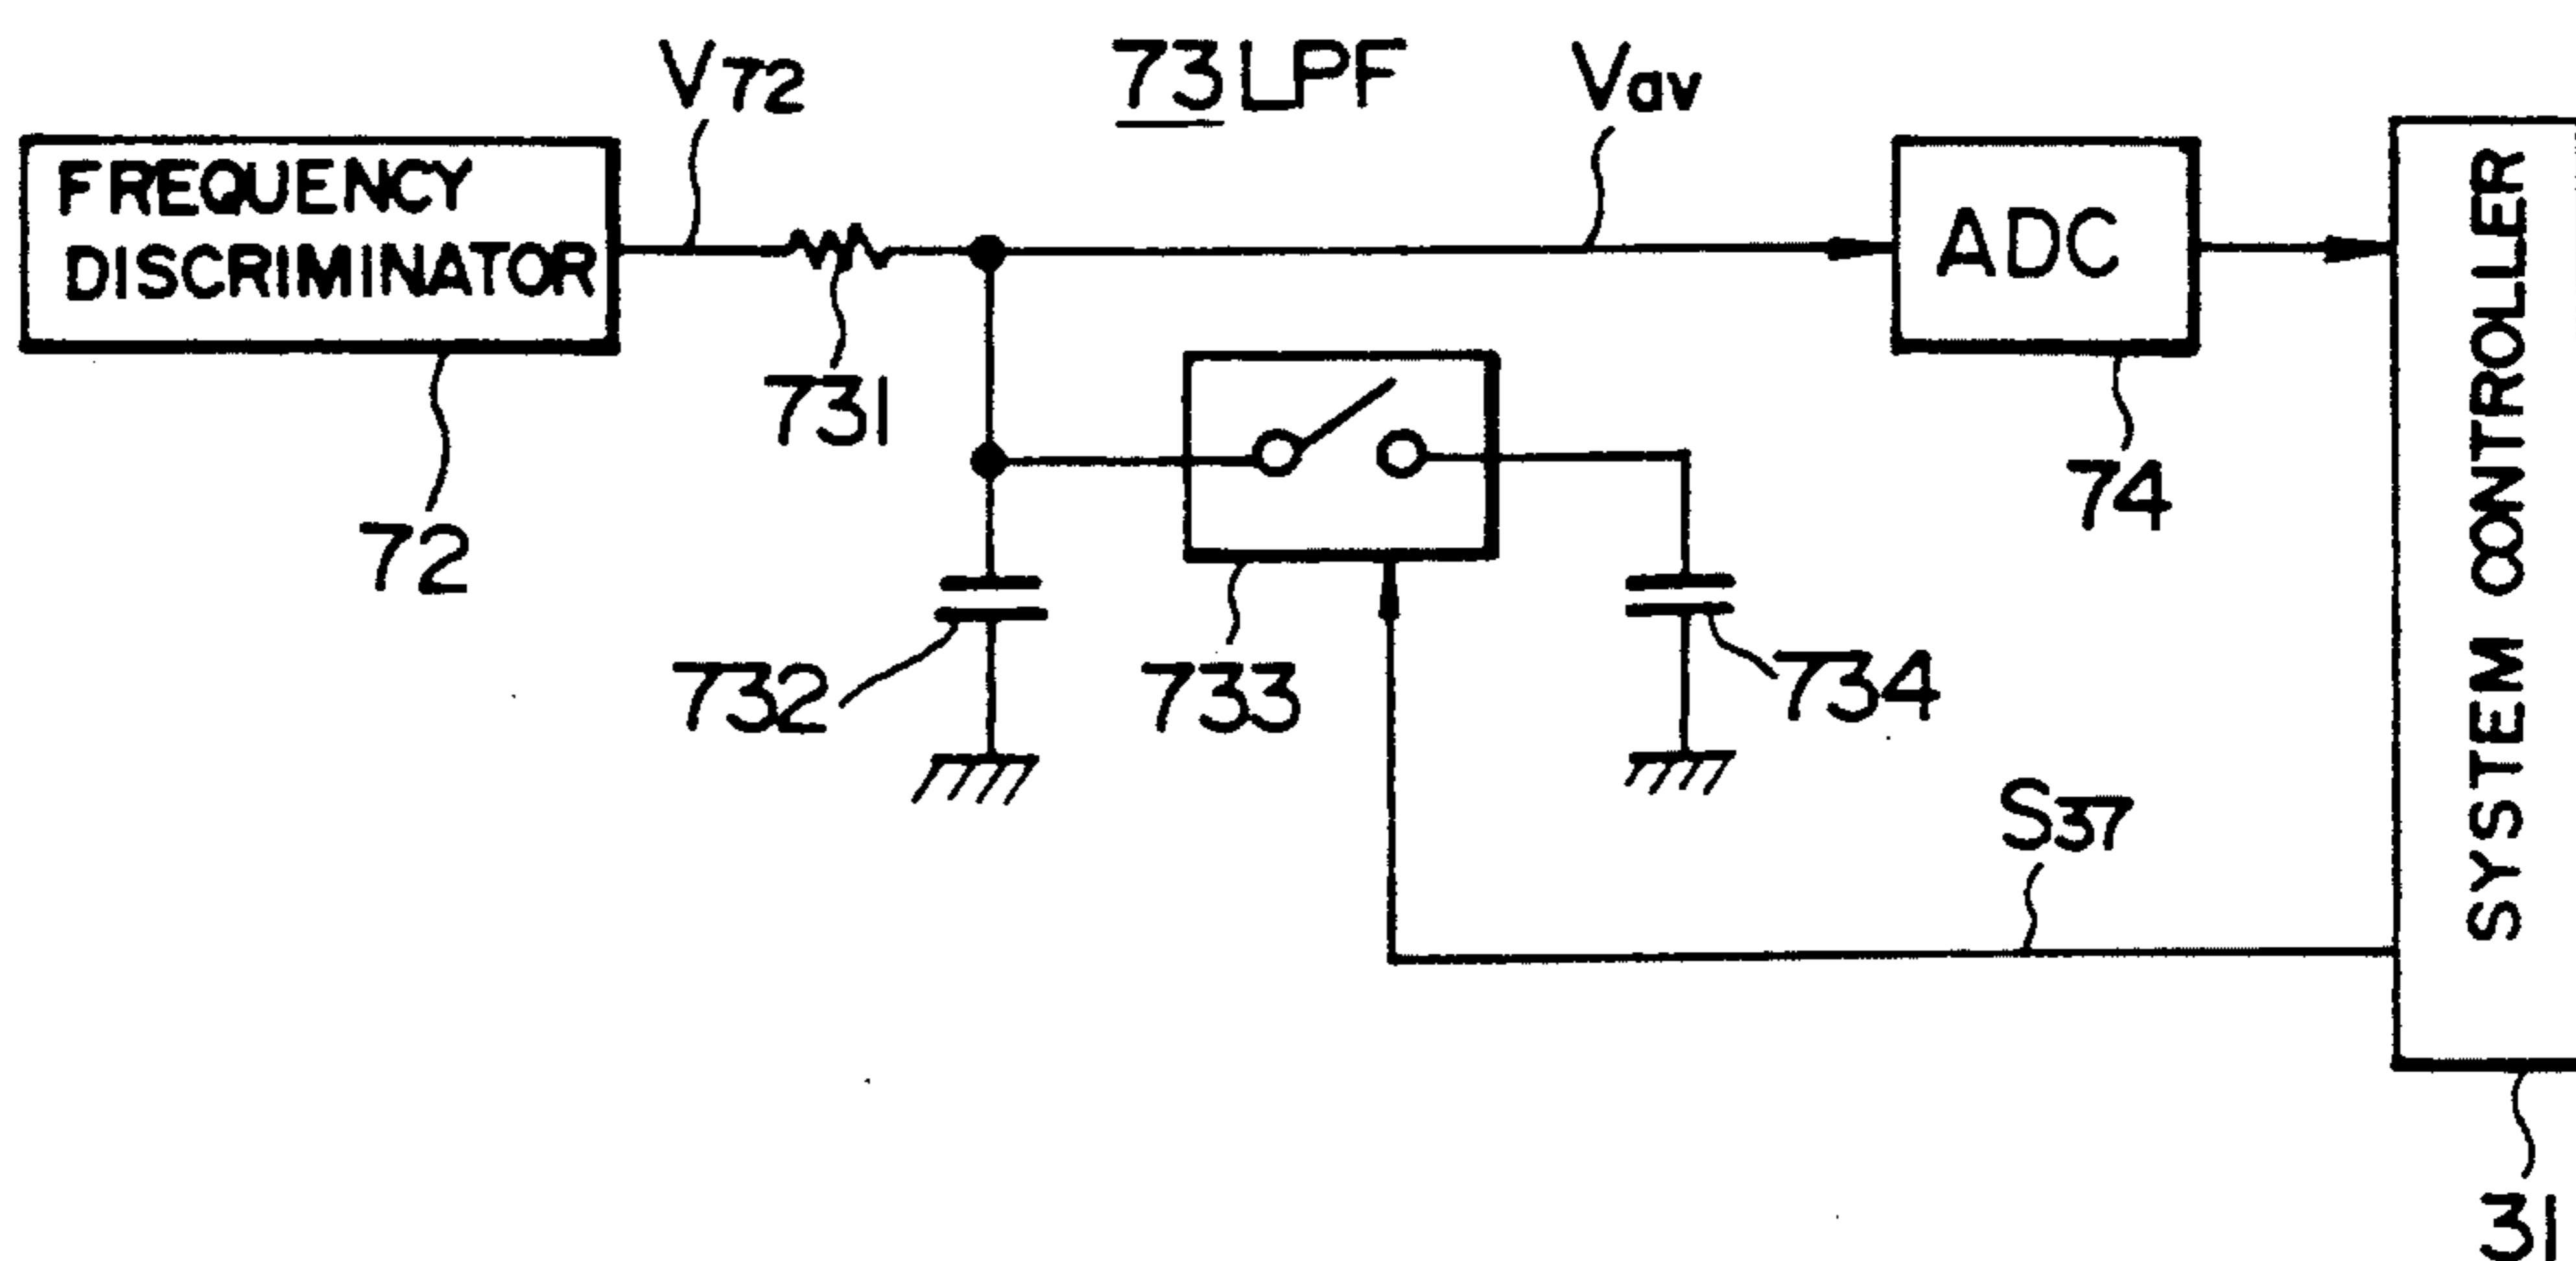 V72
73 LPF
Vav
FREQUENCY
DISCRIMINATOR
ADC
SYSTEM CONTROLLER
731
72
74
732
733
734
S37
31